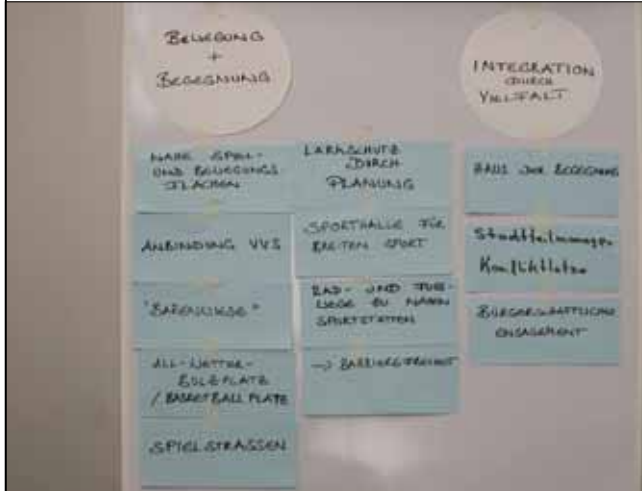 BEWEGUNG
+
BEGEGNUNG
NAHE SPIEL-
UND BEWEGUNGS
FLÄCHEN
ANBINDUNG VVS
"BÄRENWIESE"
ALL-WETTER-
BOLZPLATZ
/ BASKETBALL PLATZ
SPIELSTRASSEN
LÄRMSCHUTZ
DURCH
PLANUNG
SPORTHALLE FÜR
BREITEN SPORT
RAD- UND FUß-
WEGE ZU NAHEN
SPORTSTÄTTEN
→ BARRIEREFREIHEIT
INTEGRATION
DURCH
VIELFALT
HAUS DER BEGEGNUNG
Stadtteilmanager
BÜRGERSCHAFTLICHES
ENGAGEMENT